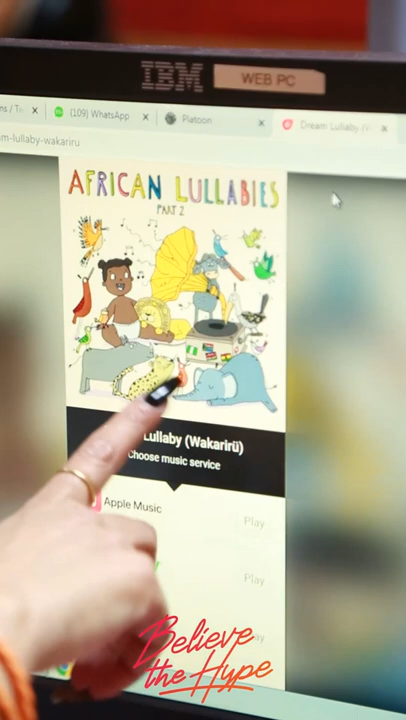 IBM
WEB PC
(109) WhatsApp
Platoon
Dream Lullaby
m-lullaby-wakariru
AFRICAN LULLABIES
PART 2
Lullaby (Wakarirũ)
Choose music service
Apple Music
Play
Play
Believe
the Hype